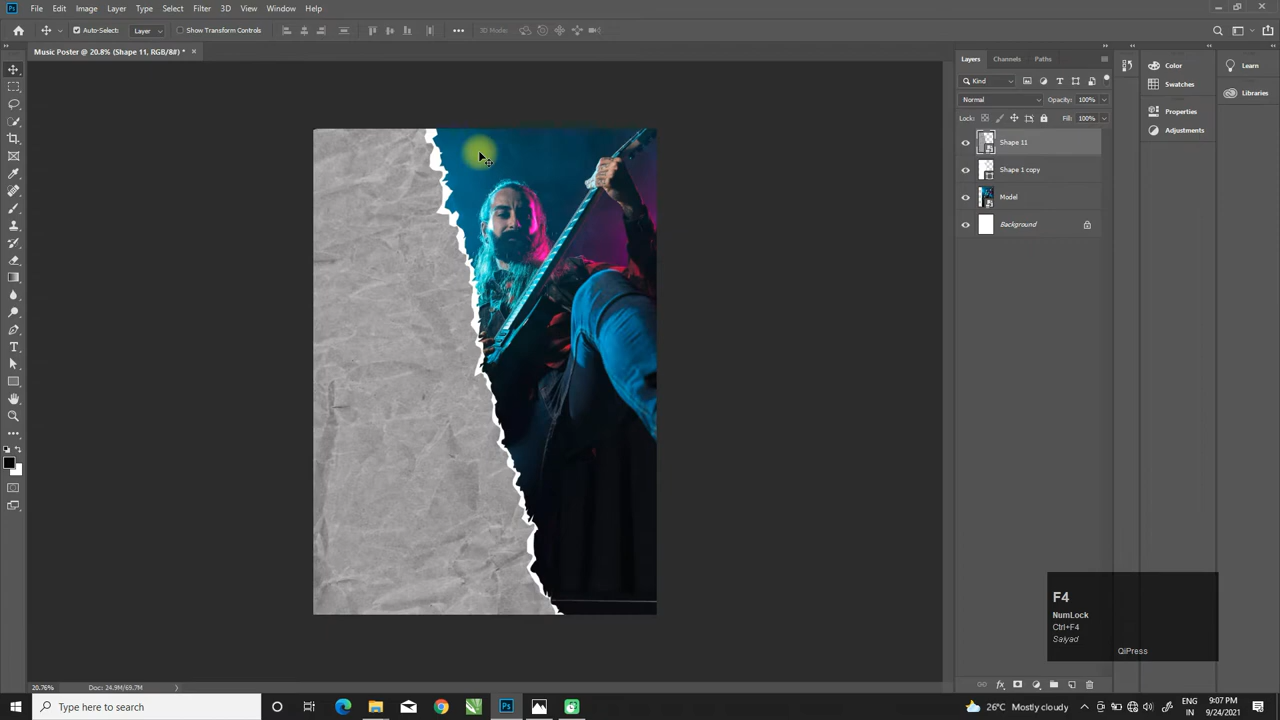 File Edit Image Layer Type Select Filter 3D View Window Help
Auto-Select: Layer Show Transform Controls 3D Mode:
Music Poster @ 20.8% (Shape 11, RGB/8#) *
Layers Channels Paths
Kind
Normal Opacity: 100%
Lock: Fill: 100%
Shape 11
Shape 1 copy
Model
Background
Color
Swatches
Properties
Adjustments
Learn
Libraries
F4
NumLock
Ctrl+F4
Saiyad
QiPress
20.76% Doc: 24.9M/69.7M
Type here to search
26°C Mostly cloudy
ENG
IN
9:07 PM
9/24/2021